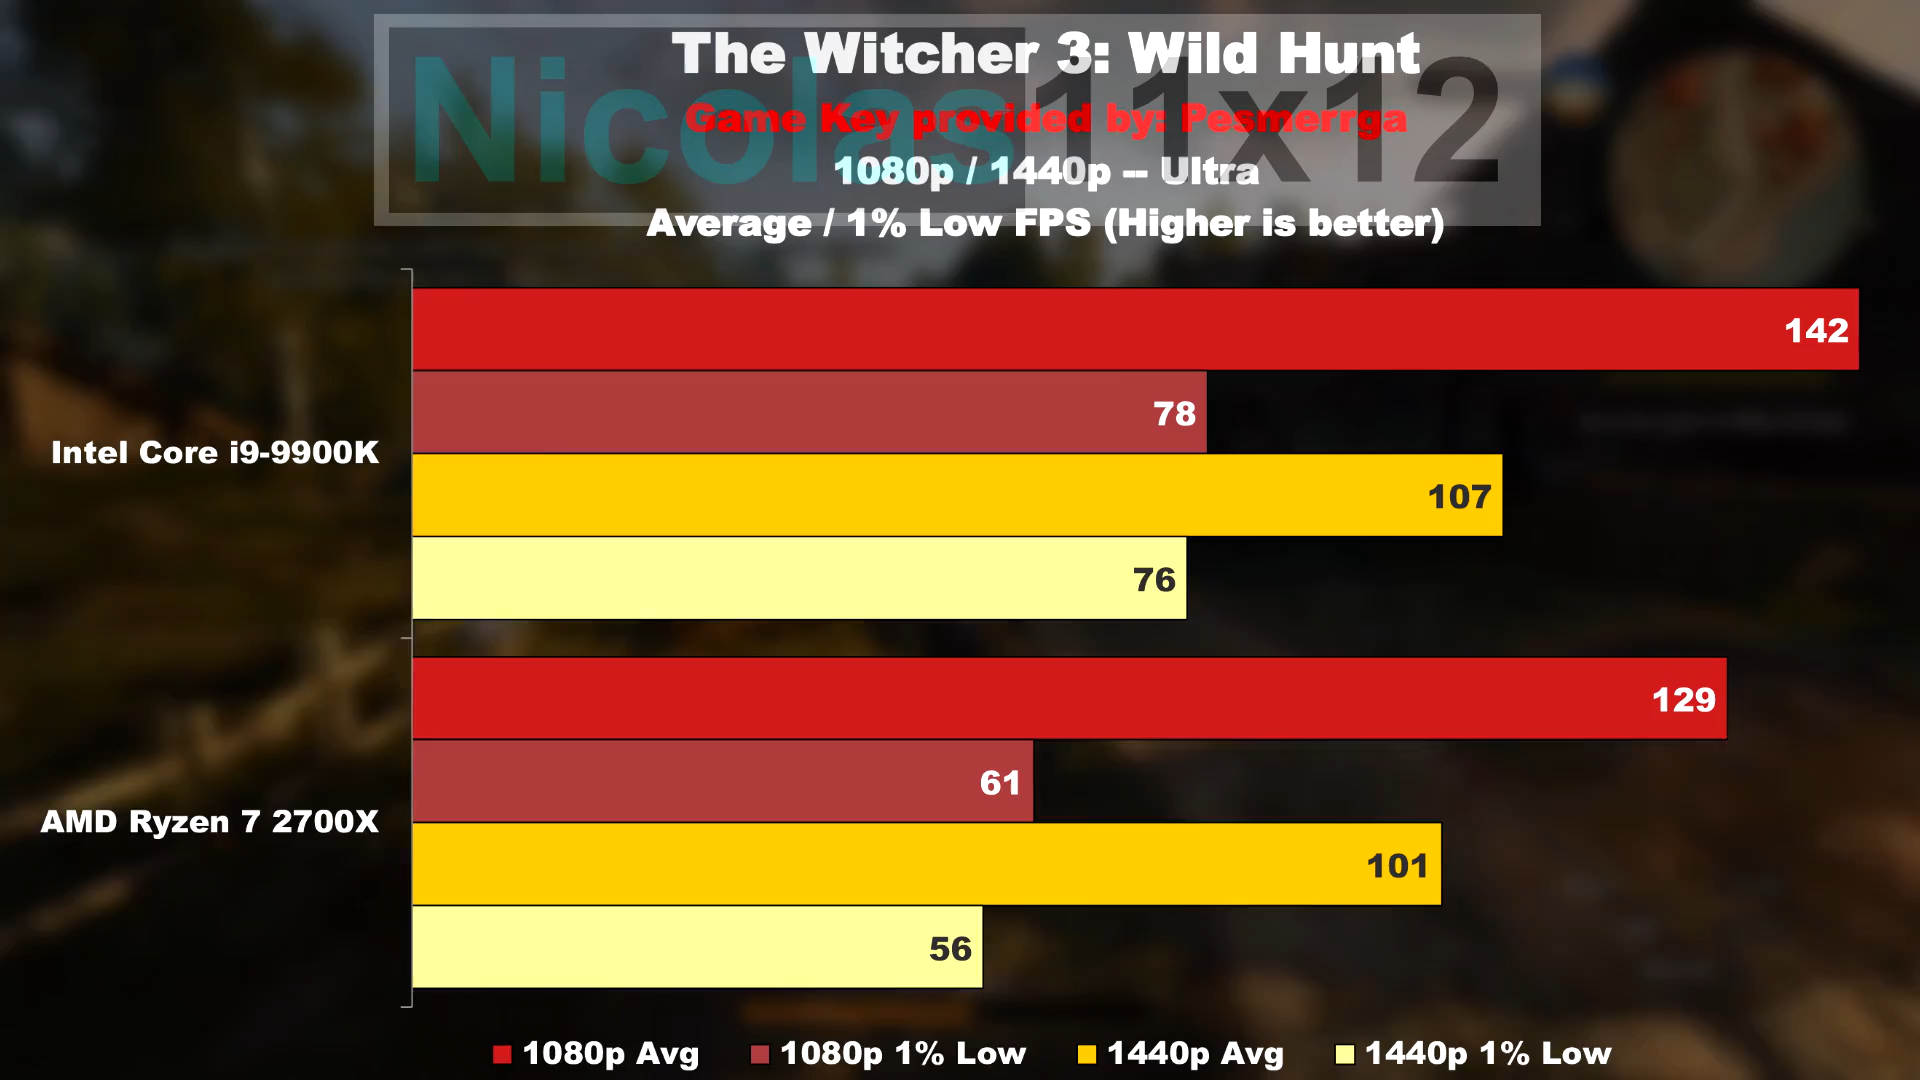 The Witcher 3: Wild Hunt
Nicolas11x12
Game Key provided by: Pesmerrga
1080p / 1440p -- Ultra
Average / 1% Low FPS (Higher is better)
142
78
Intel Core i9-9900K
107
76
129
61
AMD Ryzen 7 2700X
101
56
1080p Avg 1080p 1% Low 1440p Avg 1440p 1% Low